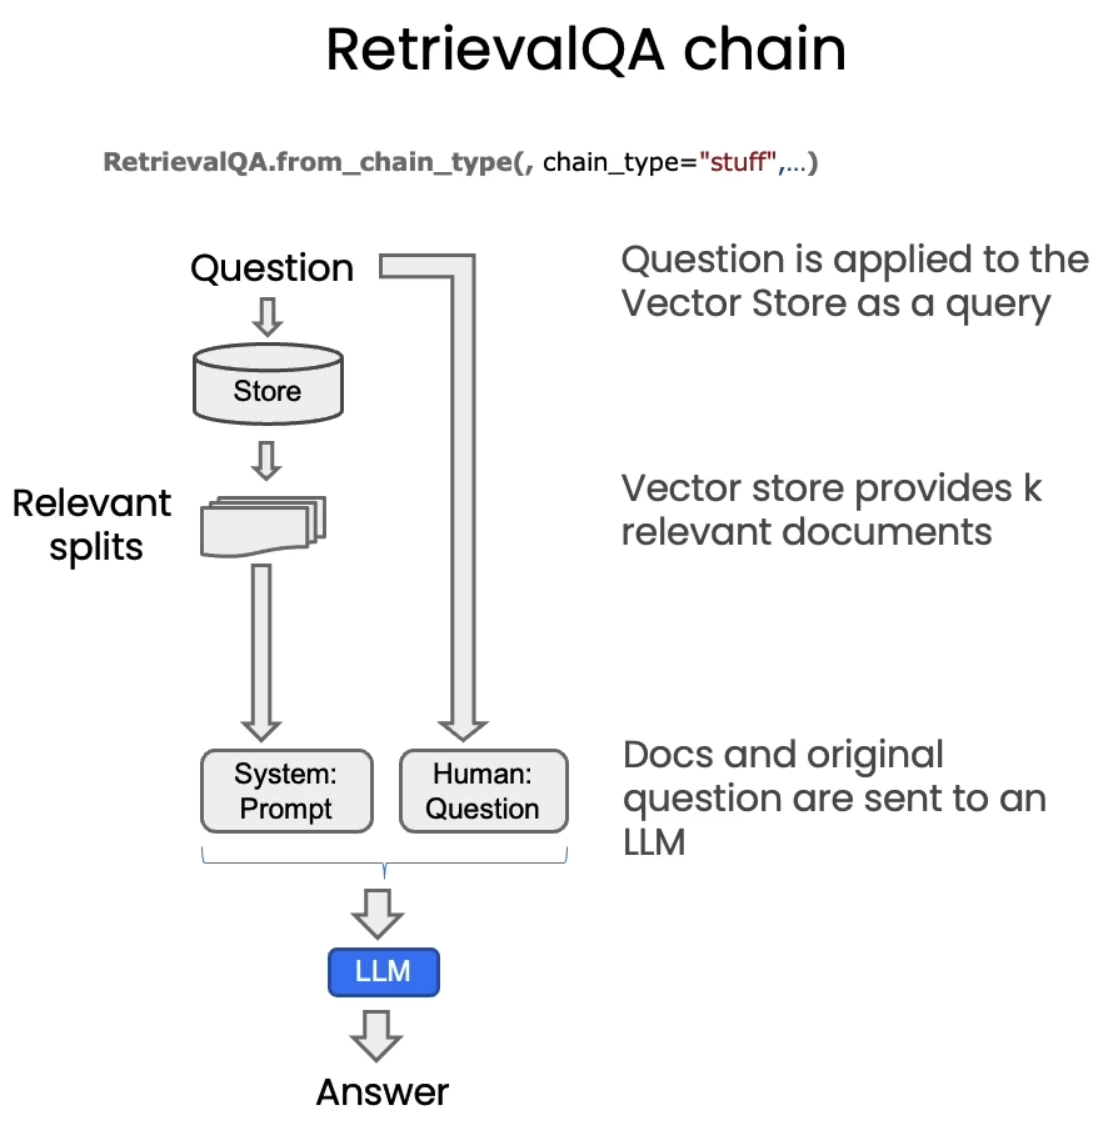 RetrievalQA chain
RetrievalQA.from_chain_type(, chain_type="stuff",...)
Question
Question is applied to the
Vector Store as a query
Store
Relevant
splits
Vector store provides k
relevant documents
System:
Prompt
Human:
Question
Docs and original
question are sent to an
LLM
LLM
Answer